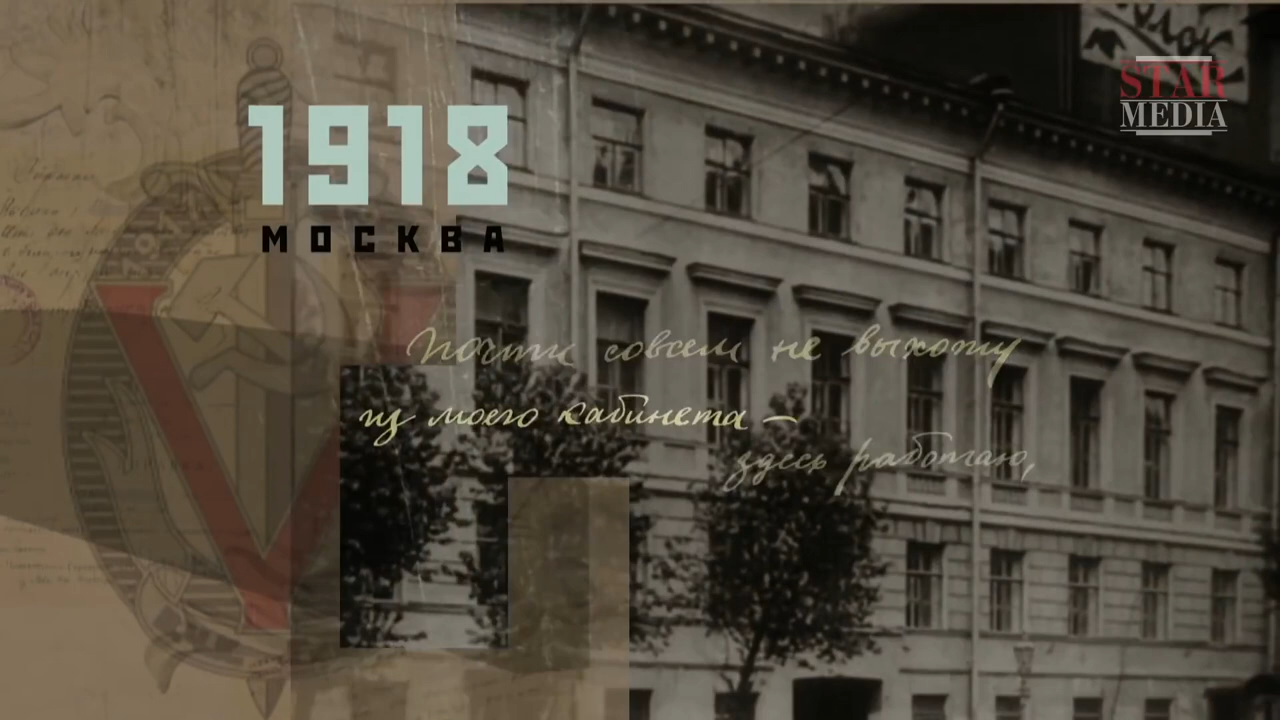 1918
МОСКВА
STAR
MEDIA
Почти совсем не выхожу
из моего кабинета –
здесь работаю,